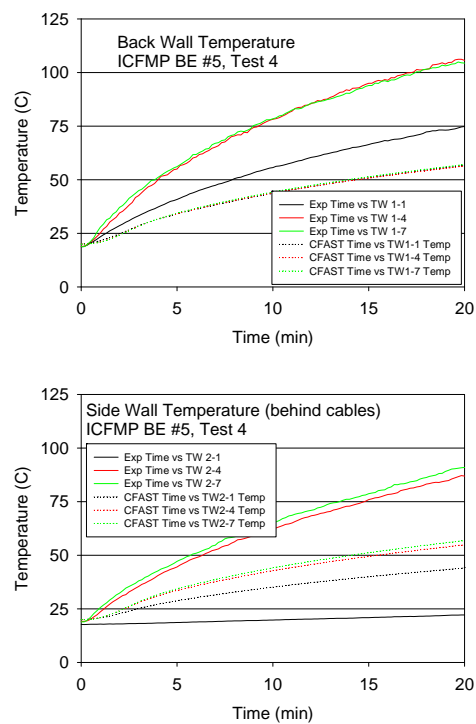 Back Wall Temperature
ICFMP BE #5, Test 4
Temperature (C)
125
100
75
50
25
0
Exp Time vs TW 1-1
Exp Time vs TW 1-4
Exp Time vs TW 1-7
CFAST Time vs TW1-1 Temp
CFAST Time vs TW1-4 Temp
CFAST Time vs TW1-7 Temp
0 5 10 15 20
Time (min)
Side Wall Temperature (behind cables)
ICFMP BE #5, Test 4
Temperature (C)
125
100
75
50
25
0
Exp Time vs TW 2-1
Exp Time vs TW 2-4
Exp Time vs TW 2-7
CFAST Time vs TW2-1 Temp
CFAST Time vs TW2-4 Temp
CFAST Time vs TW2-7 Temp
0 5 10 15 20
Time (min)